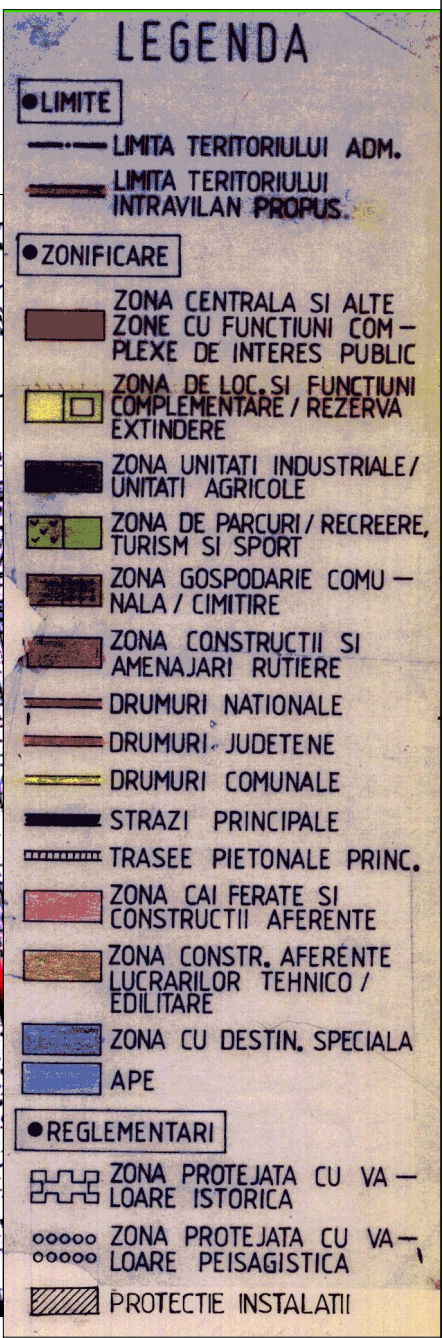 LEGENDA
●LIMITE
LIMITA TERITORIULUI ADM.
LIMITA TERITORIULUI
INTRAVILAN PROPUS.
●ZONIFICARE
ZONA CENTRALA SI ALTE
ZONE CU FUNCTIUNI COM –
PLEXE DE INTERES PUBLIC
ZONA DE LOC. SI FUNCTIUNI
COMPLEMENTARE / REZERVA
EXTINDERE
ZONA UNITATI INDUSTRIALE /
UNITATI AGRICOLE
ZONA DE PARCURI / RECREERE,
TURISM SI SPORT
ZONA GOSPODARIE COMU –
NALA / CIMITIRE
ZONA CONSTRUCTII SI
AMENAJARI RUTIERE
DRUMURI NATIONALE
DRUMURI JUDETENE
DRUMURI COMUNALE
STRAZI PRINCIPALE
TRASEE PIETONALE PRINC.
ZONA CAI FERATE SI
CONSTRUCTII AFERENTE
ZONA CONSTR. AFERENTE
LUCRARILOR TEHNICO /
EDILITARE
ZONA CU DESTIN. SPECIALA
APE
●REGLEMENTARI
ZONA PROTEJATA CU VA –
LOARE ISTORICA
ZONA PROTEJATA CU VA –
LOARE PEISAGISTICA
PROTECTIE INSTALATII